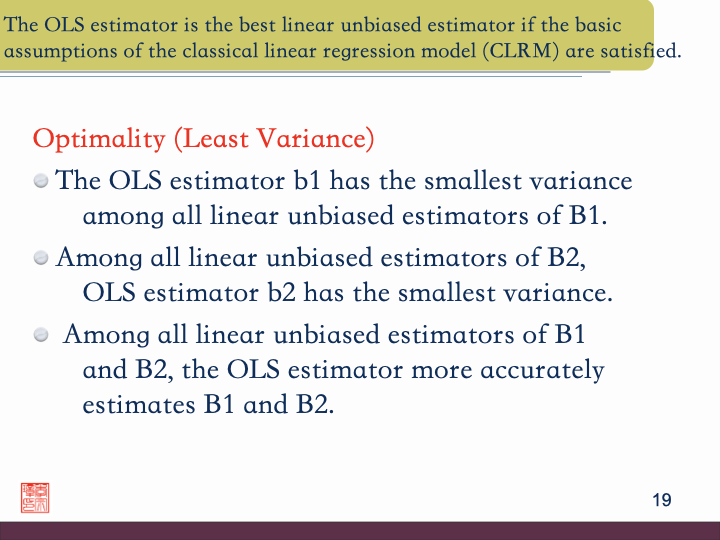 The OLS estimator is the best linear unbiased estimator if the basic
assumptions of the classical linear regression model (CLRM) are satisfied.
Optimality (Least Variance)
The OLS estimator b1 has the smallest variance
among all linear unbiased estimators of B1.
Among all linear unbiased estimators of B2,
OLS estimator b2 has the smallest variance.
Among all linear unbiased estimators of B1
and B2, the OLS estimator more accurately
estimates B1 and B2.
19